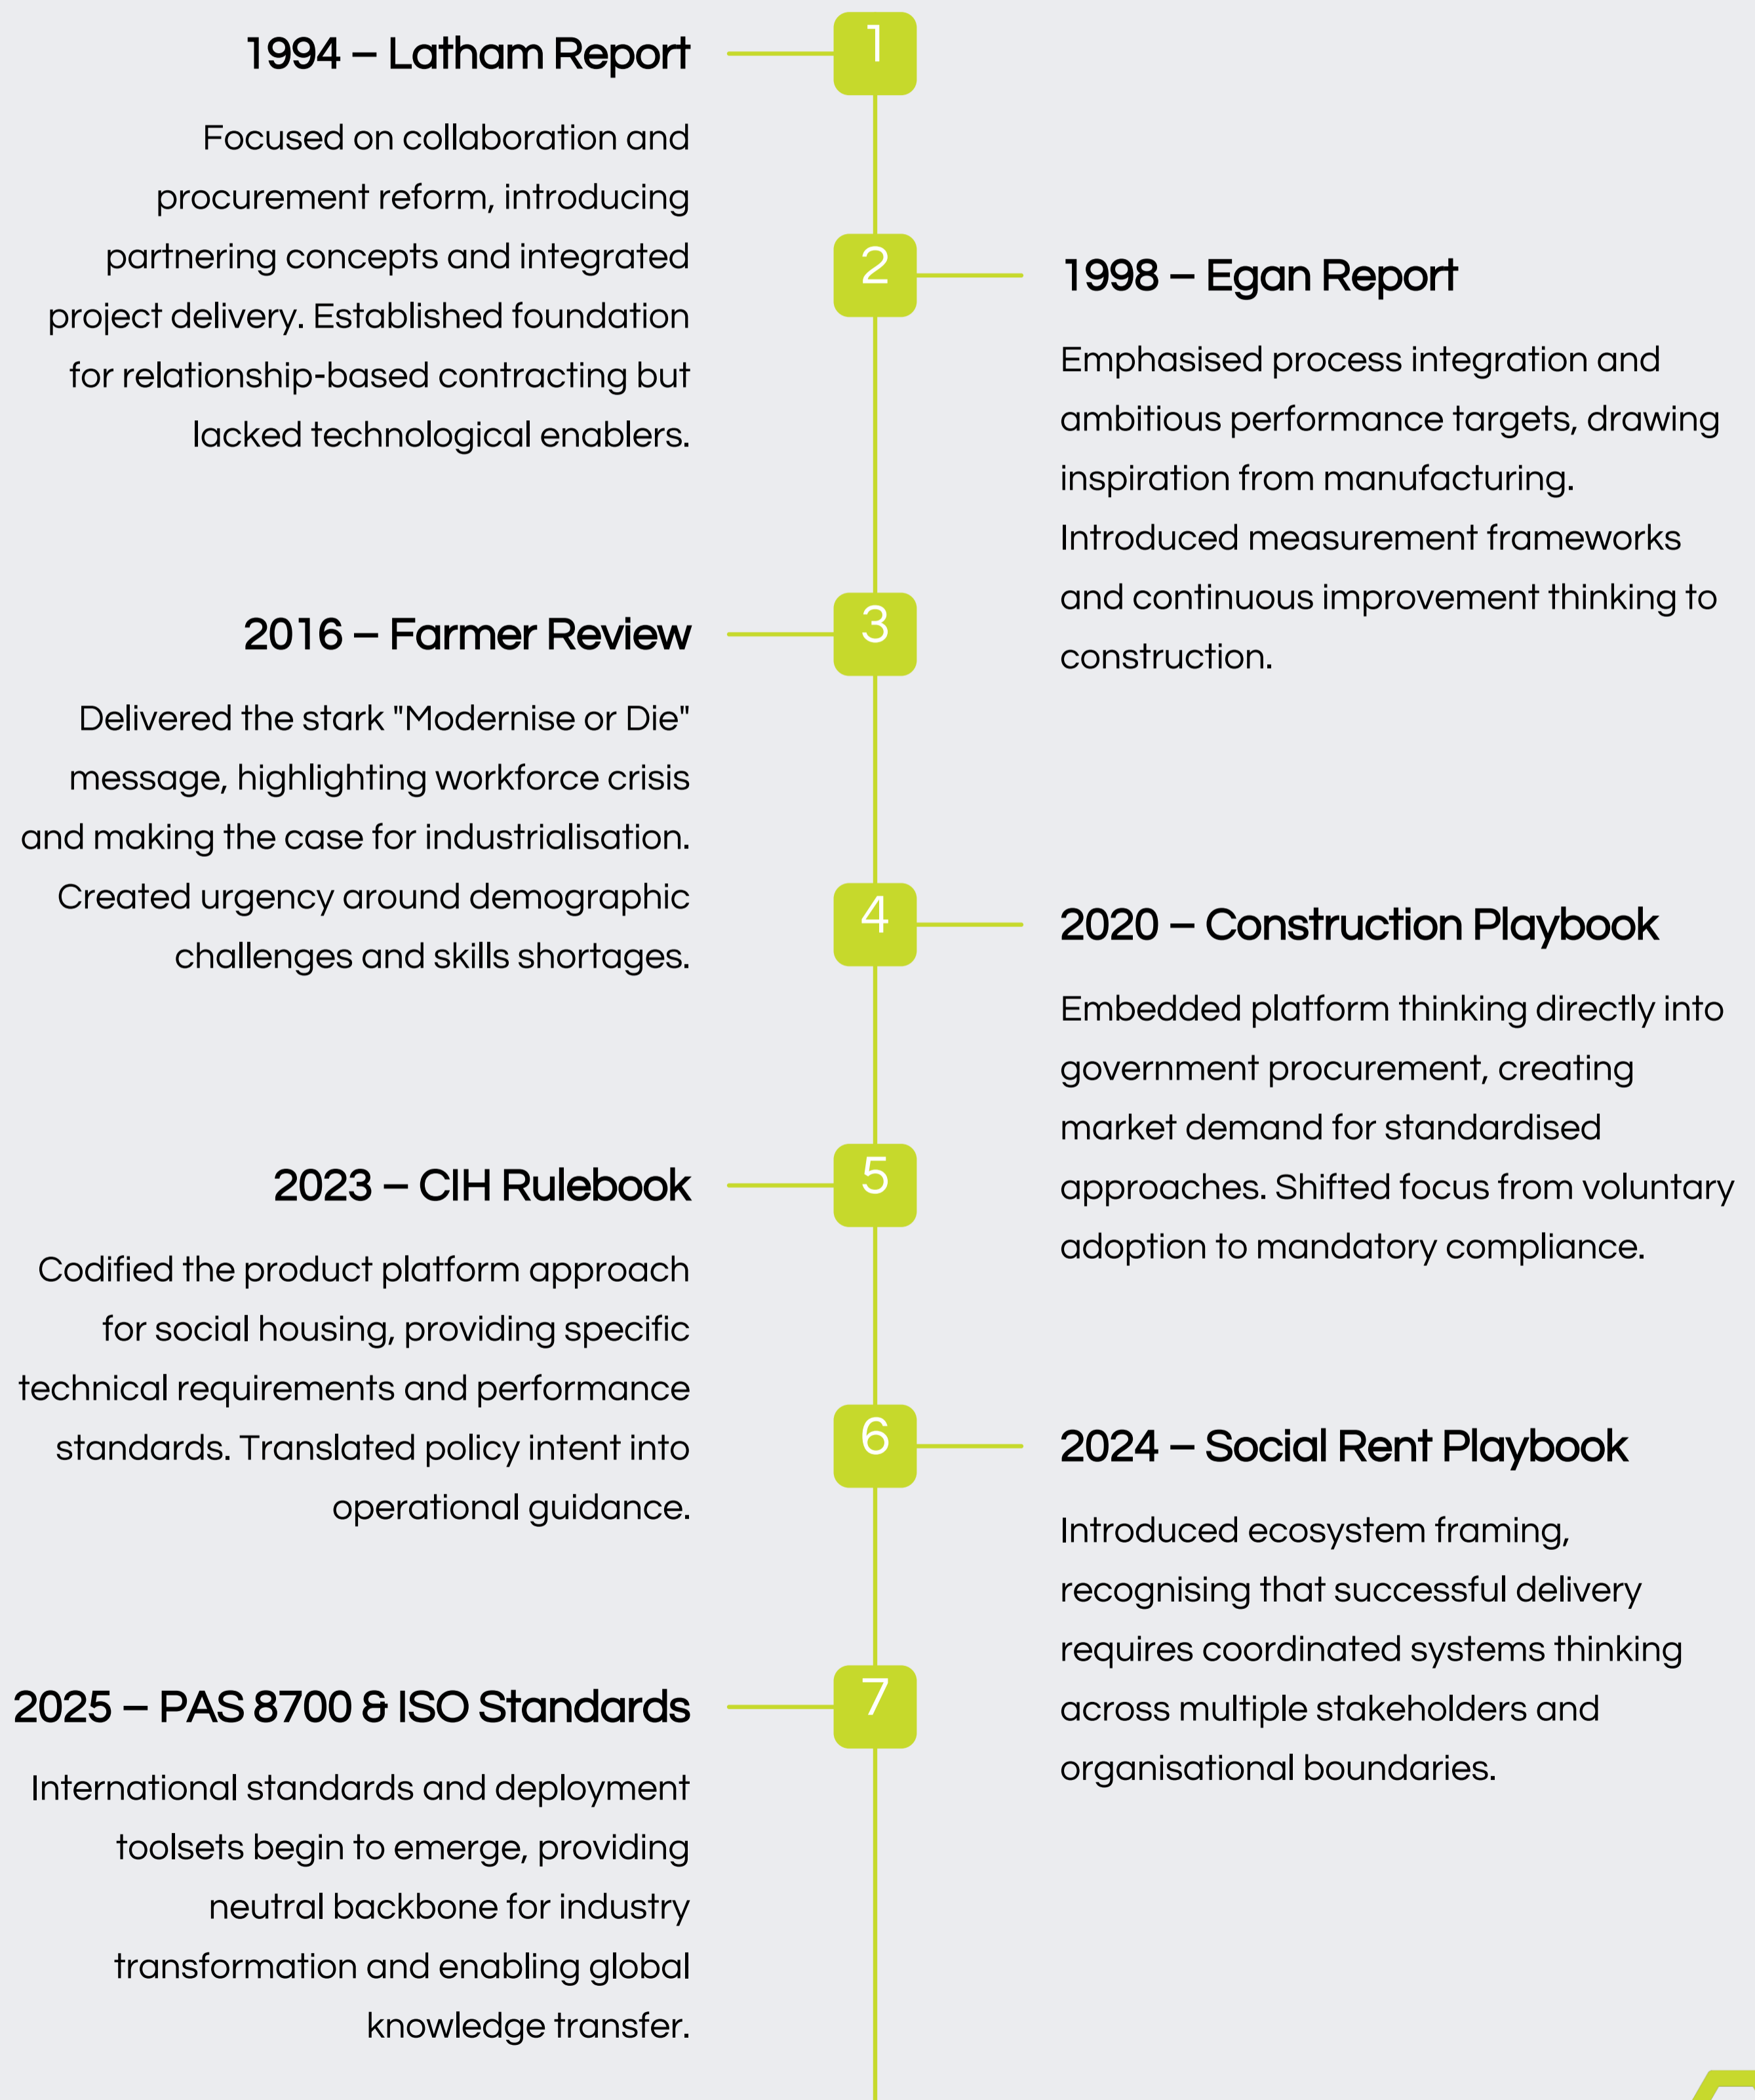 1
1994 – Latham Report
Focused on collaboration and
procurement reform, introducing
partnering concepts and integrated
project delivery. Established foundation
for relationship-based contracting but
lacked technological enablers.
2
1998 – Egan Report
Emphasised process integration and
ambitious performance targets, drawing
inspiration from manufacturing.
Introduced measurement frameworks
and continuous improvement thinking to
construction.
3
2016 – Farmer Review
Delivered the stark "Modernise or Die"
message, highlighting workforce crisis
and making the case for industrialisation.
Created urgency around demographic
challenges and skills shortages.
4
2020 – Construction Playbook
Embedded platform thinking directly into
government procurement, creating
market demand for standardised
approaches. Shifted focus from voluntary
adoption to mandatory compliance.
5
2023 – CIH Rulebook
Codified the product platform approach
for social housing, providing specific
technical requirements and performance
standards. Translated policy intent into
operational guidance.
6
2024 – Social Rent Playbook
Introduced ecosystem framing,
recognising that successful delivery
requires coordinated systems thinking
across multiple stakeholders and
organisational boundaries.
7
2025 – PAS 8700 & ISO Standards
International standards and deployment
toolsets begin to emerge, providing
neutral backbone for industry
transformation and enabling global
knowledge transfer.